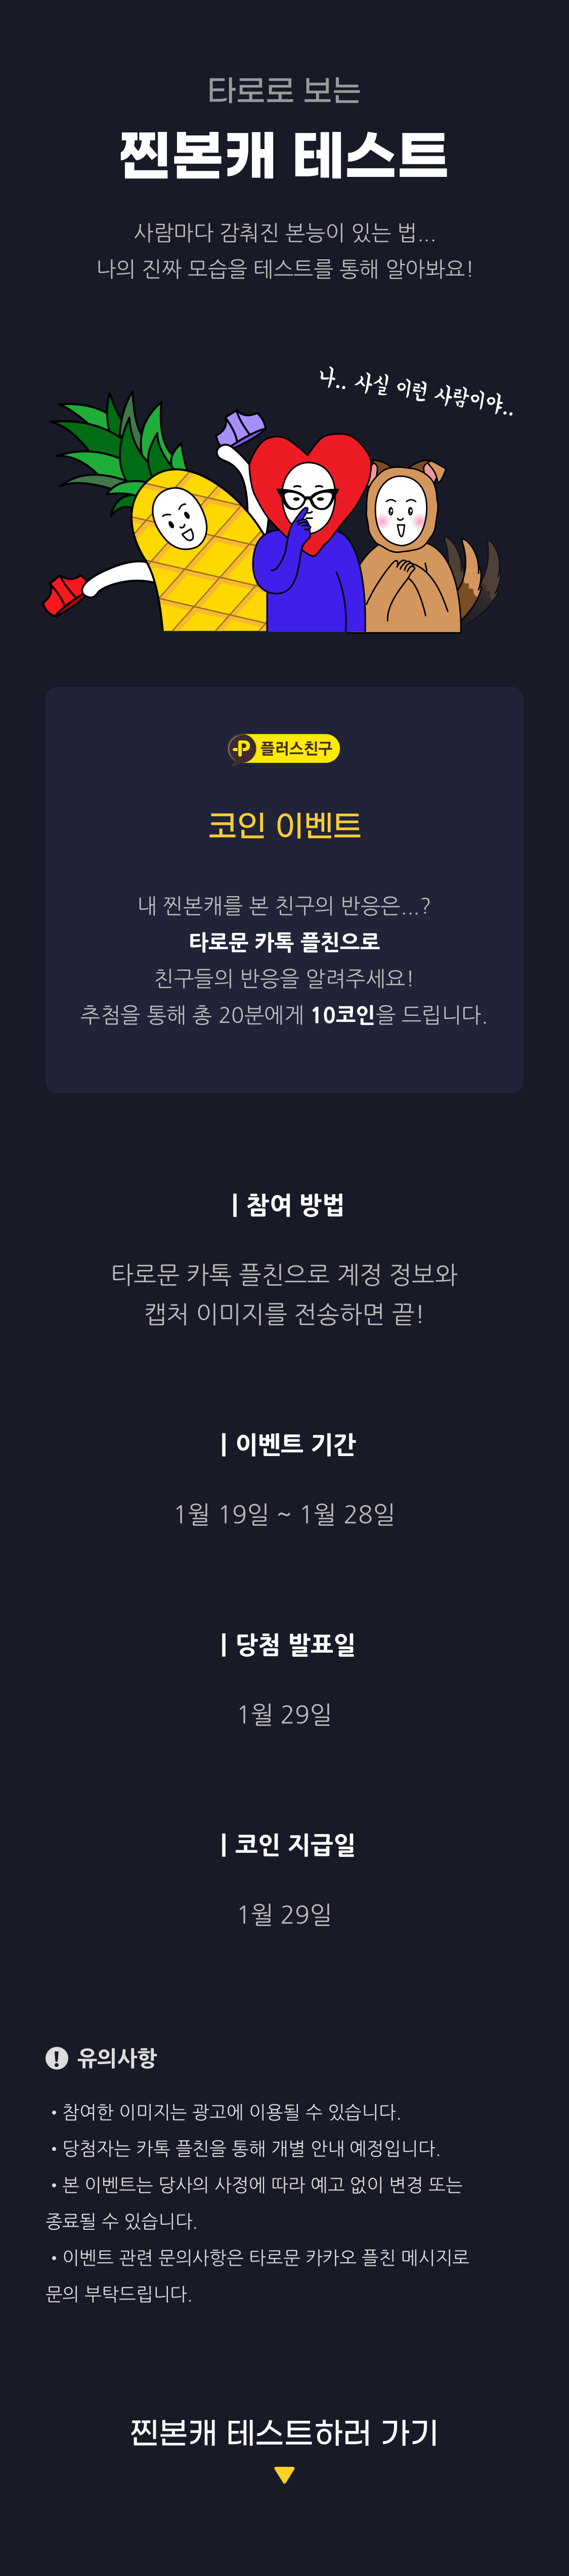 타로로 보는
찐본캐 테스트
사람마다 감춰진 본능이 있는 법...
나의 진짜 모습을 테스트를 통해 알아봐요!
나.. 사실 이런 사람이야..
P 플러스친구
코인 이벤트
내 찐본캐를 본 친구의 반응은...?
타로문 카톡 플친으로
친구들의 반응을 알려주세요!
추첨을 통해 총 20분에게 10코인을 드립니다.
| 참여 방법
타로문 카톡 플친으로 계정 정보와
캡처 이미지를 전송하면 끝!
| 이벤트 기간
1월 19일 ~ 1월 28일
| 당첨 발표일
1월 29일
| 코인 지급일
1월 29일
! 유의사항
• 참여한 이미지는 광고에 이용될 수 있습니다.
• 당첨자는 카톡 플친을 통해 개별 안내 예정입니다.
• 본 이벤트는 당사의 사정에 따라 예고 없이 변경 또는
종료될 수 있습니다.
• 이벤트 관련 문의사항은 타로문 카카오 플친 메시지로
문의 부탁드립니다.
찐본캐 테스트하러 가기